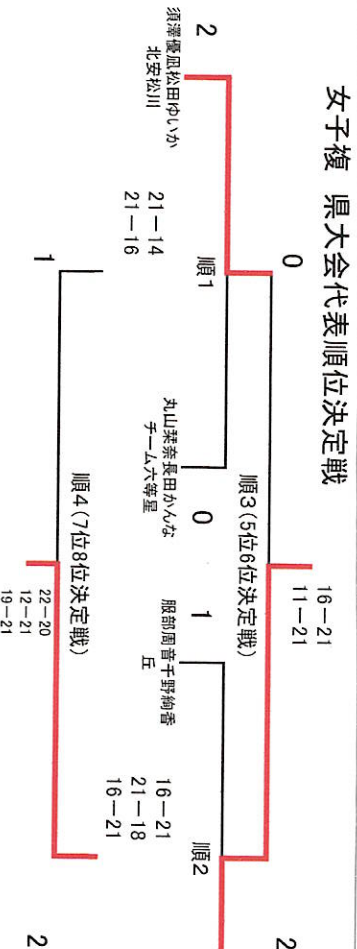 女子複 県大会代表順位決定戦
16－21
11－21
0
2
順3(5位6位決定戦)
順1
順2
2
0
1
21－14
21－16
16－21
21－18
16－21
須澤優凪松田ゆいか
北安松川
丸山琹奈長田かんな
チーム六等星
服部周音千野絢香
丘
1
2
順4(7位8位決定戦)
22－20
12－21
19－21